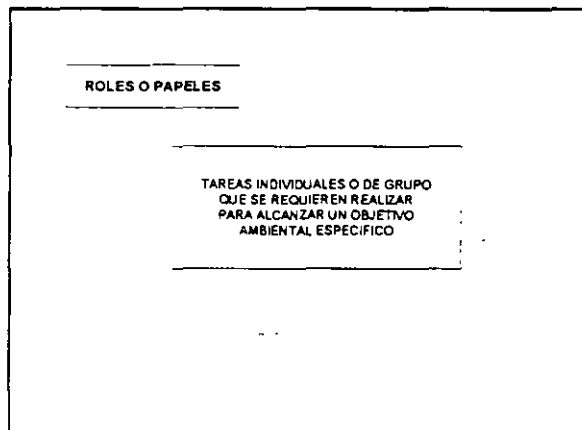 ROLES O PAPELES
TAREAS INDIVIDUALES O DE GRUPO
QUE SE REQUIEREN REALIZAR
PARA ALCANZAR UN OBJETIVO
AMBIENTAL ESPECIFICO